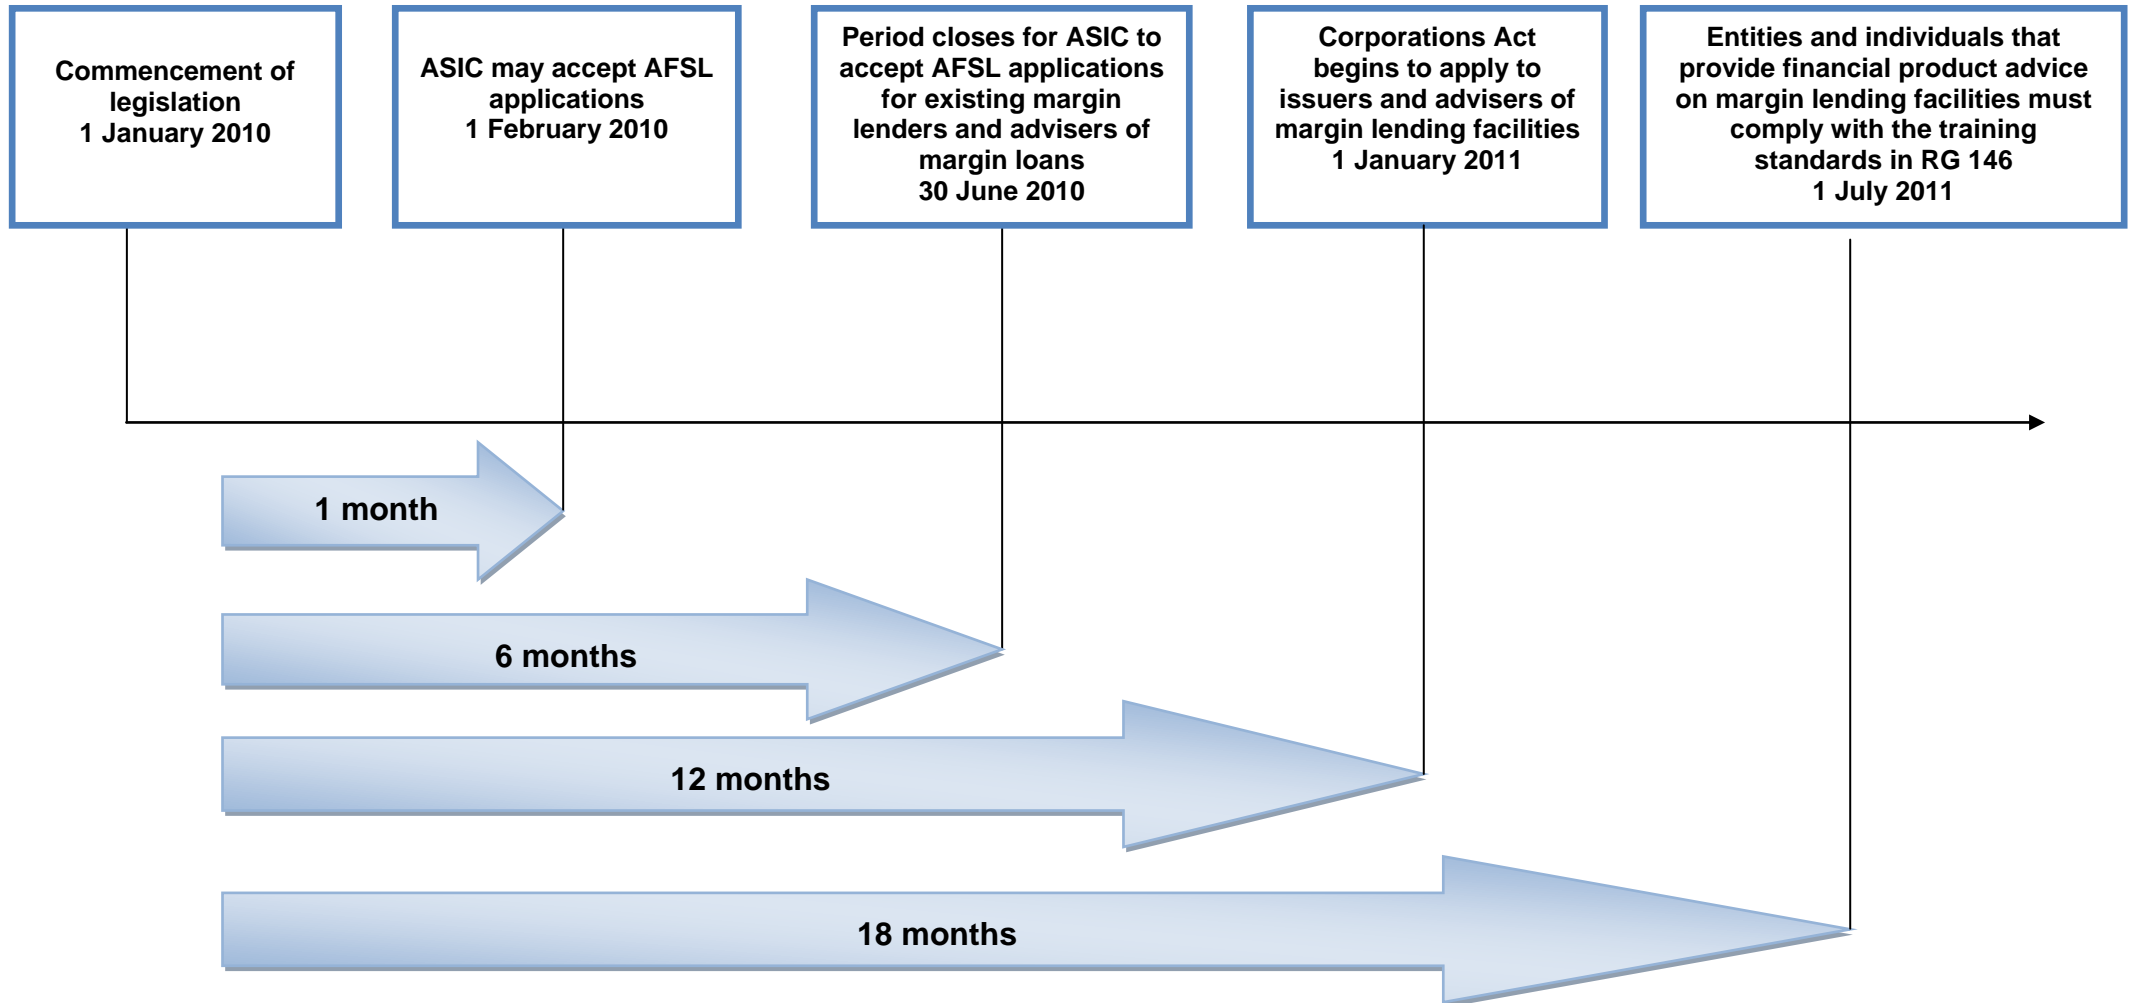 Commencement of
legislation
1 January 2010
ASIC may accept AFSL
applications
1 February 2010
Period closes for ASIC to
accept AFSL applications
for existing margin
lenders and advisers of
margin loans
30 June 2010
Corporations Act
begins to apply to
issuers and advisers of
margin lending facilities
1 January 2011
Entities and individuals that
provide financial product advice
on margin lending facilities must
comply with the training
standards in RG 146
1 July 2011
1 month
6 months
12 months
18 months